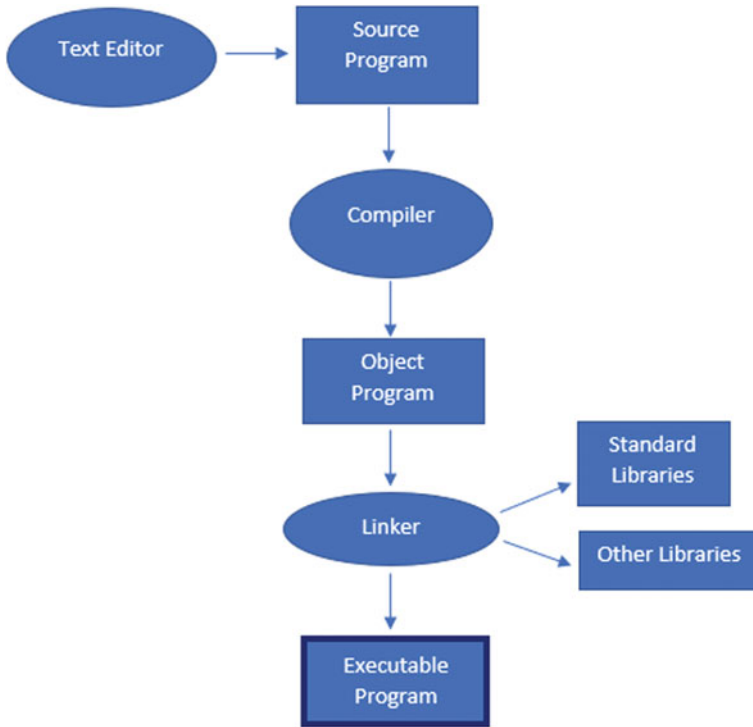 Text Editor
Source
Program
Compiler
Object
Program
Standard
Libraries
Linker
Other Libraries
Executable
Program